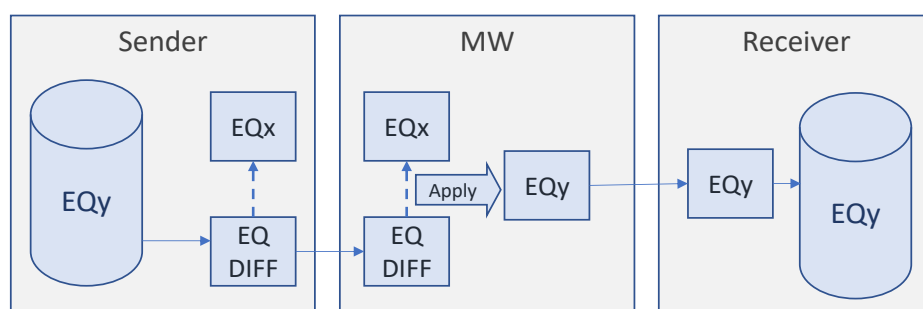 Sender
EQy
EQx
EQ
DIFF
MW
EQx
Apply
EQy
EQ
DIFF
Receiver
EQy
EQy